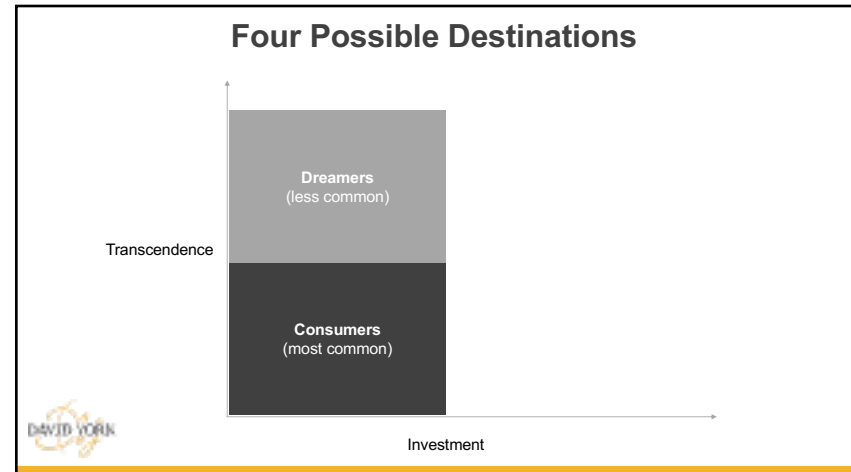 Four Possible Destinations
Dreamers
(less common)
Transcendence
Consumers
(most common)
DAVID YORK
Investment